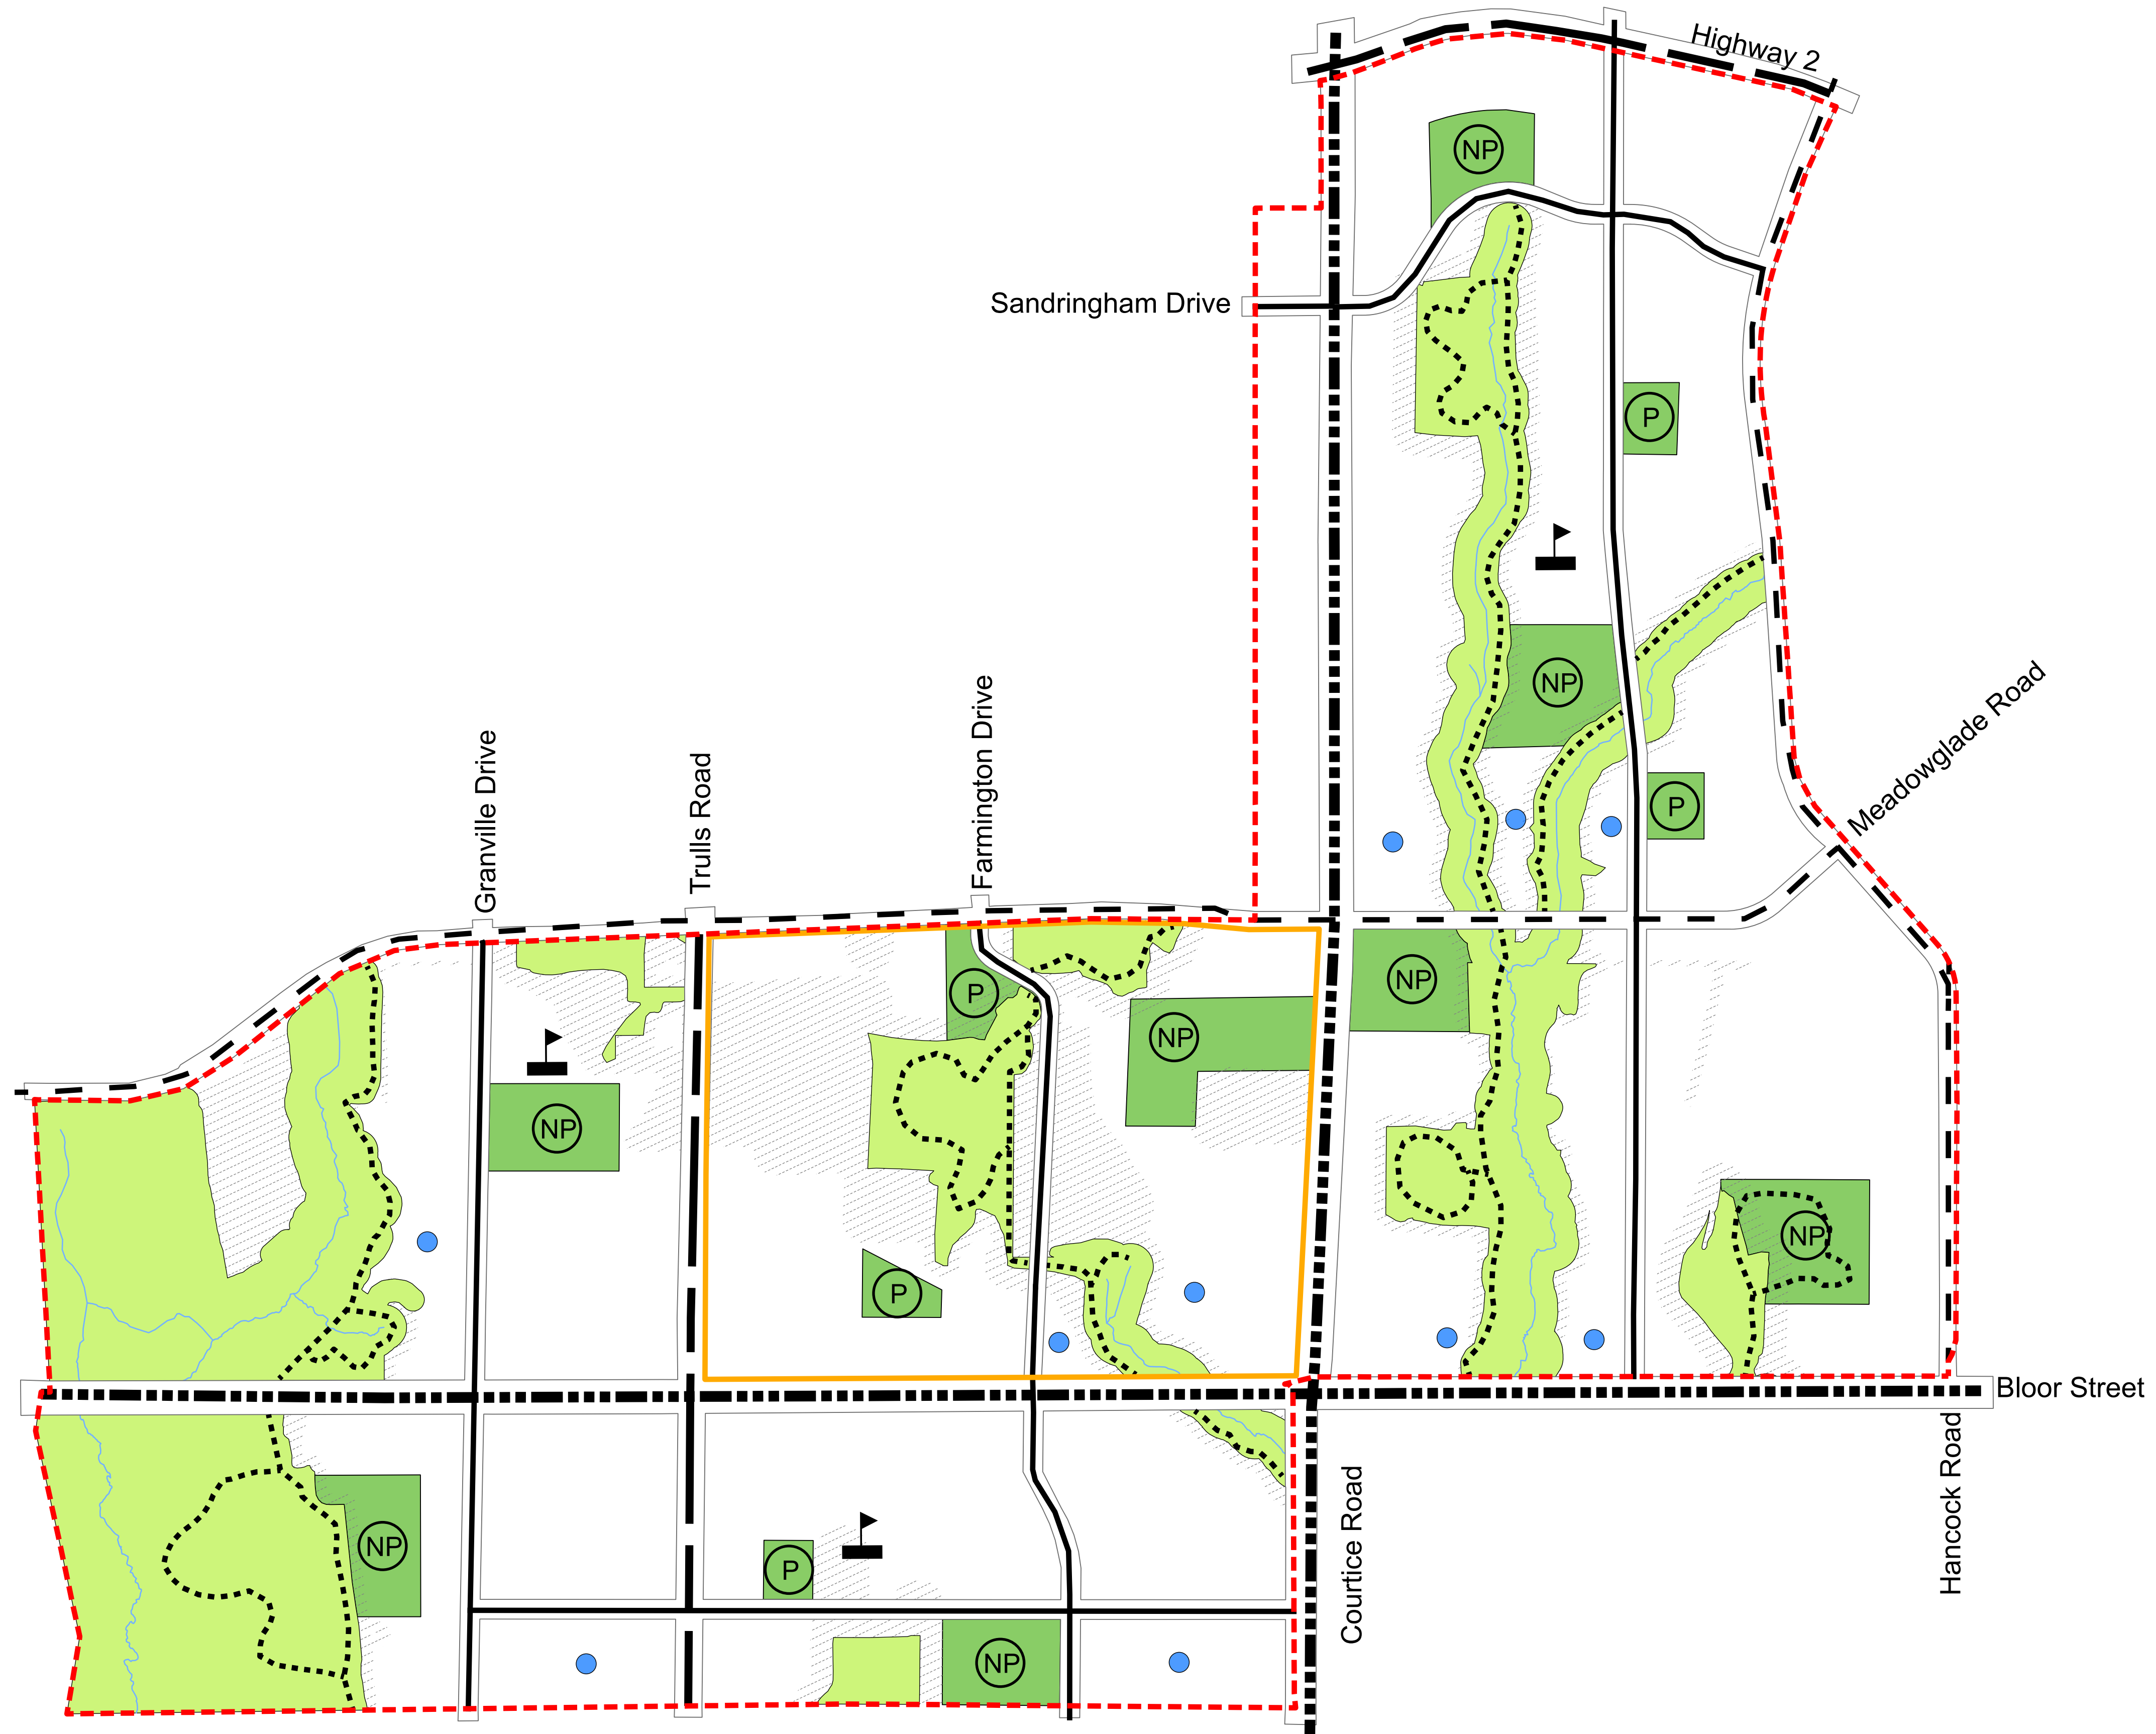 Highway 2
NP
Sandringham Drive
P
NP
Meadowglade Road
Granville Drive
Trulls Road
Farmington Drive
P
NP
P
NP
NP
NP
P
Bloor Street
Hancock Road
Courtice Road
NP
P
NP